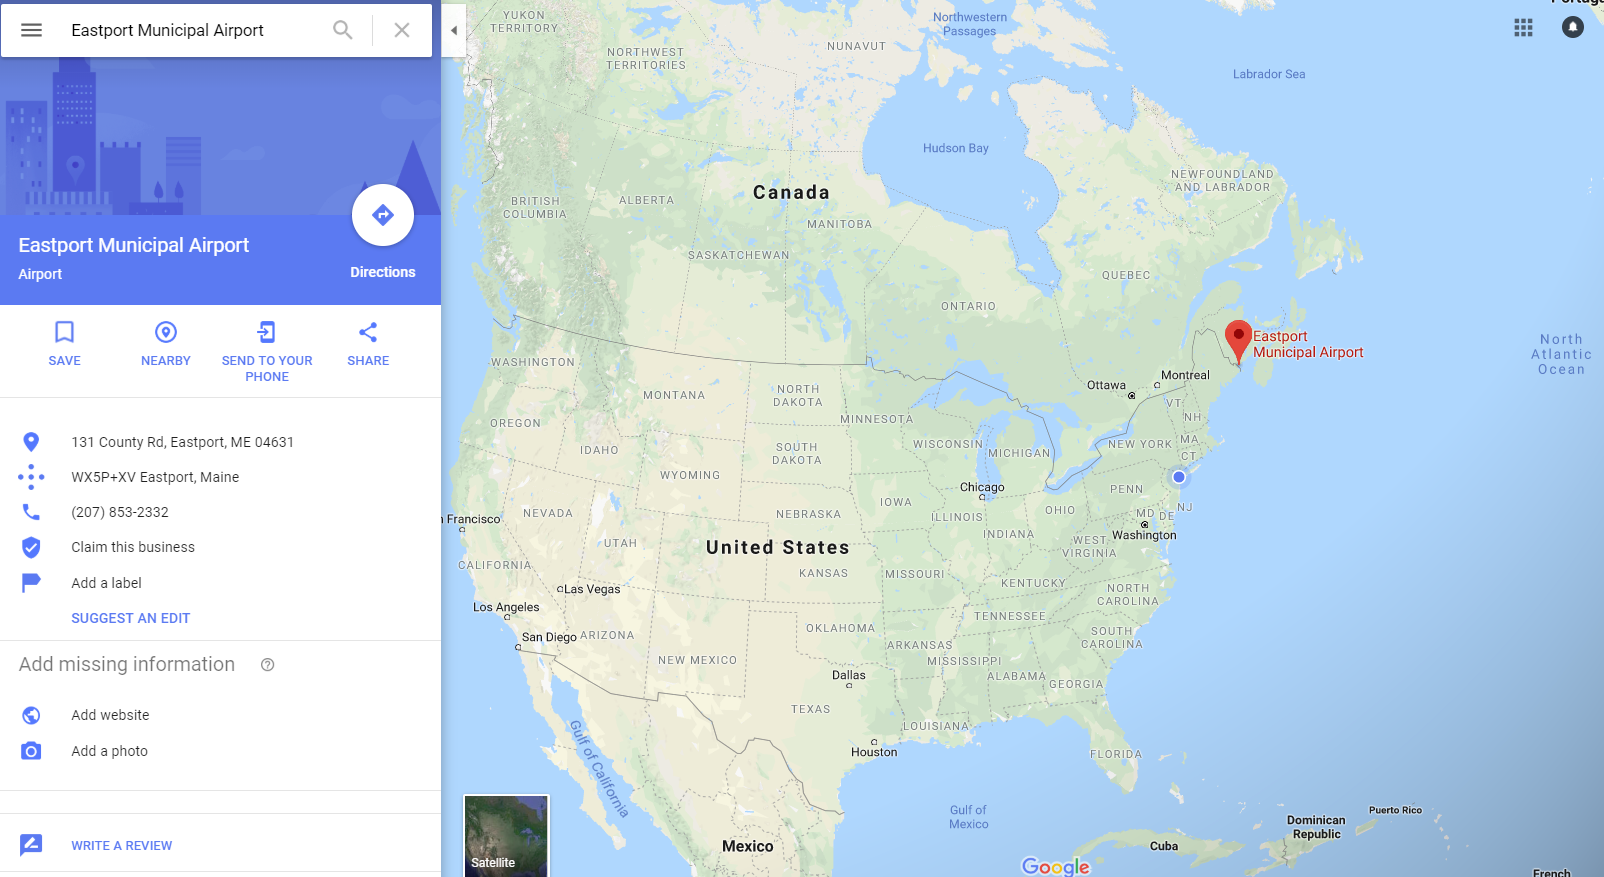 Eastport Municipal Airport
Eastport Municipal Airport
Airport
Directions
SAVE
NEARBY
SEND TO YOUR
PHONE
SHARE
131 County Rd, Eastport, ME 04631
WX5P+XV Eastport, Maine
(207) 853-2332
Claim this business
Add a label
SUGGEST AN EDIT
Add missing information
Add website
Add a photo
WRITE A REVIEW
YUKON
TERRITORY
NORTHWEST
TERRITORIES
NUNAVUT
Northwestern
Passages
Labrador Sea
Hudson Bay
Canada
BRITISH
COLUMBIA
ALBERTA
SASKATCHEWAN
MANITOBA
ONTARIO
QUEBEC
NEWFOUNDLAND
AND LABRADOR
Eastport
Municipal Airport
North
Atlantic
Ocean
Ottawa
Montreal
WASHINGTON
MONTANA
NORTH
DAKOTA
MINNESOTA
OREGON
IDAHO
WYOMING
SOUTH
DAKOTA
WISCONSIN
MICHIGAN
NEW YORK
VT
NH
MA
CT
Chicago
IOWA
NEBRASKA
ILLINOIS
INDIANA
OHIO
PENN
NJ
MD
DE
Washington
WEST
VIRGINIA
n Francisco
NEVADA
UTAH
United States
CALIFORNIA
KANSAS
MISSOURI
KENTUCKY
NORTH
CAROLINA
Las Vegas
Los Angeles
San Diego
ARIZONA
NEW MEXICO
OKLAHOMA
TENNESSEE
ARKANSAS
SOUTH
CAROLINA
MISSISSIPPI
ALABAMA
GEORGIA
Dallas
TEXAS
LOUISIANA
Houston
FLORIDA
Gulf of California
Gulf of
Mexico
Mexico
Cuba
Dominican
Republic
Puerto Rico
French
Satellite
Google